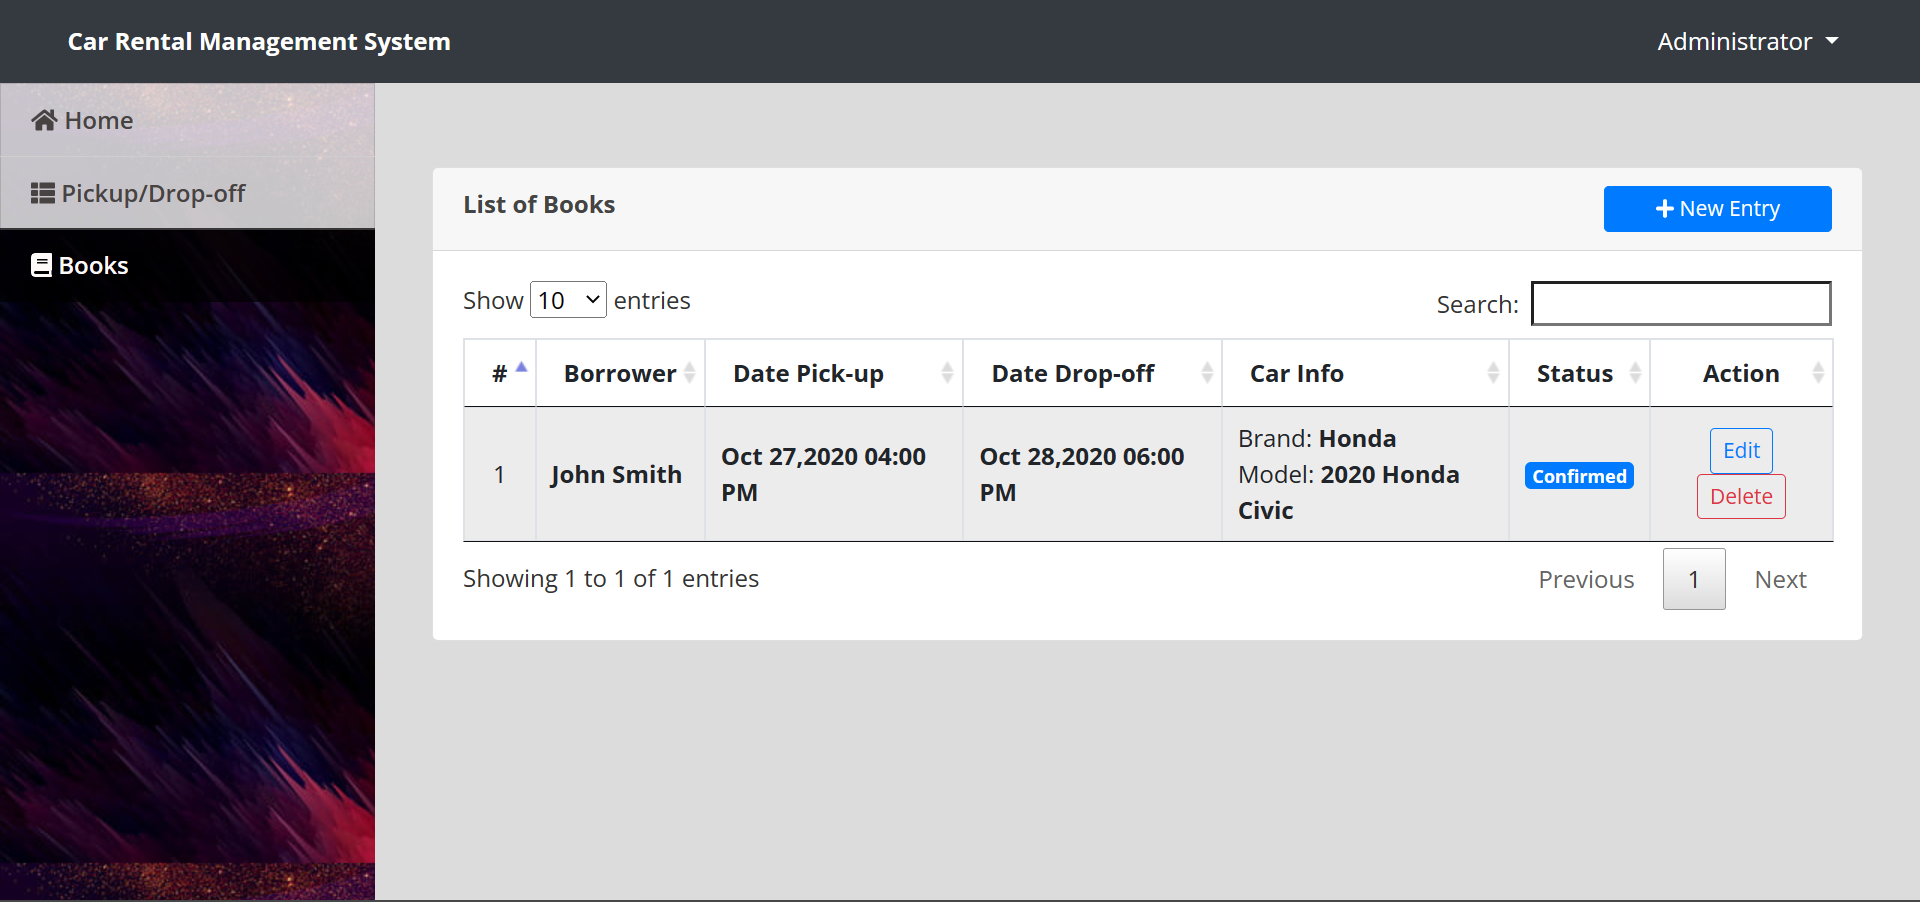 Car Rental Management System
Administrator
Home
Pickup/Drop-off
Books
List of Books
New Entry
Show 10 entries
Search:
# Borrower Date Pick-up Date Drop-off Car Info Status Action
1
John Smith
Oct 27,2020 04:00
PM
Oct 28,2020 06:00
PM
Brand: Honda
Model: 2020 Honda
Civic
Confirmed
Edit
Delete
Showing 1 to 1 of 1 entries
Previous 1 Next